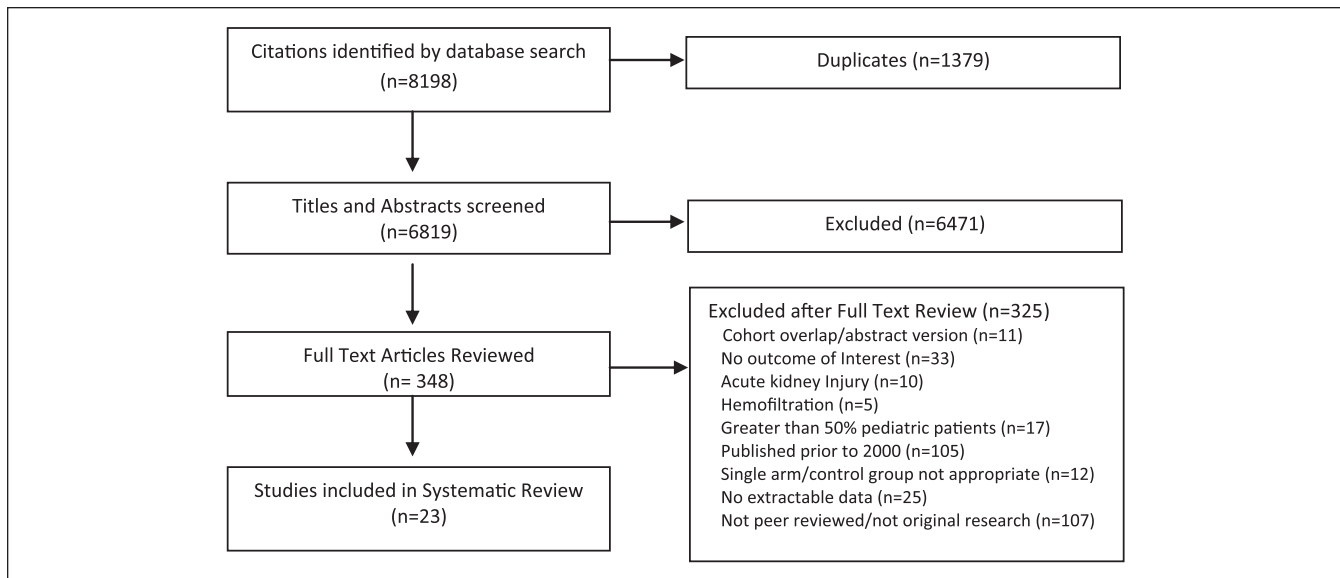 Citations identified by database search
(n=8198)
Duplicates (n=1379)
Titles and Abstracts screened
(n=6819)
Excluded (n=6471)
Full Text Articles Reviewed
(n= 348)
Excluded after Full Text Review (n=325)
Cohort overlap/abstract version (n=11)
No outcome of Interest (n=33)
Acute kidney Injury (n=10)
Hemofiltration (n=5)
Greater than 50% pediatric patients (n=17)
Published prior to 2000 (n=105)
Single arm/control group not appropriate (n=12)
No extractable data (n=25)
Not peer reviewed/not original research (n=107)
Studies included in Systematic Review
(n=23)